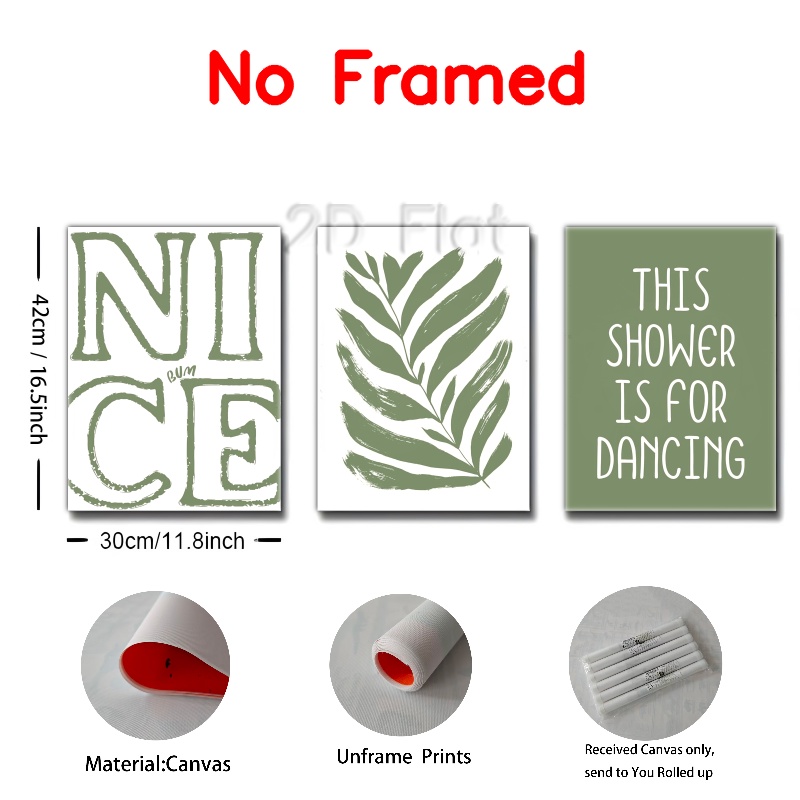 No Framed
2D Flat
42cm / 16.5inch
NI
BUM
CE
THIS
SHOWER
IS FOR
DANCING
30cm/11.8inch
Material:Canvas
Unframe Prints
Received Canvas only,
send to You Rolled up